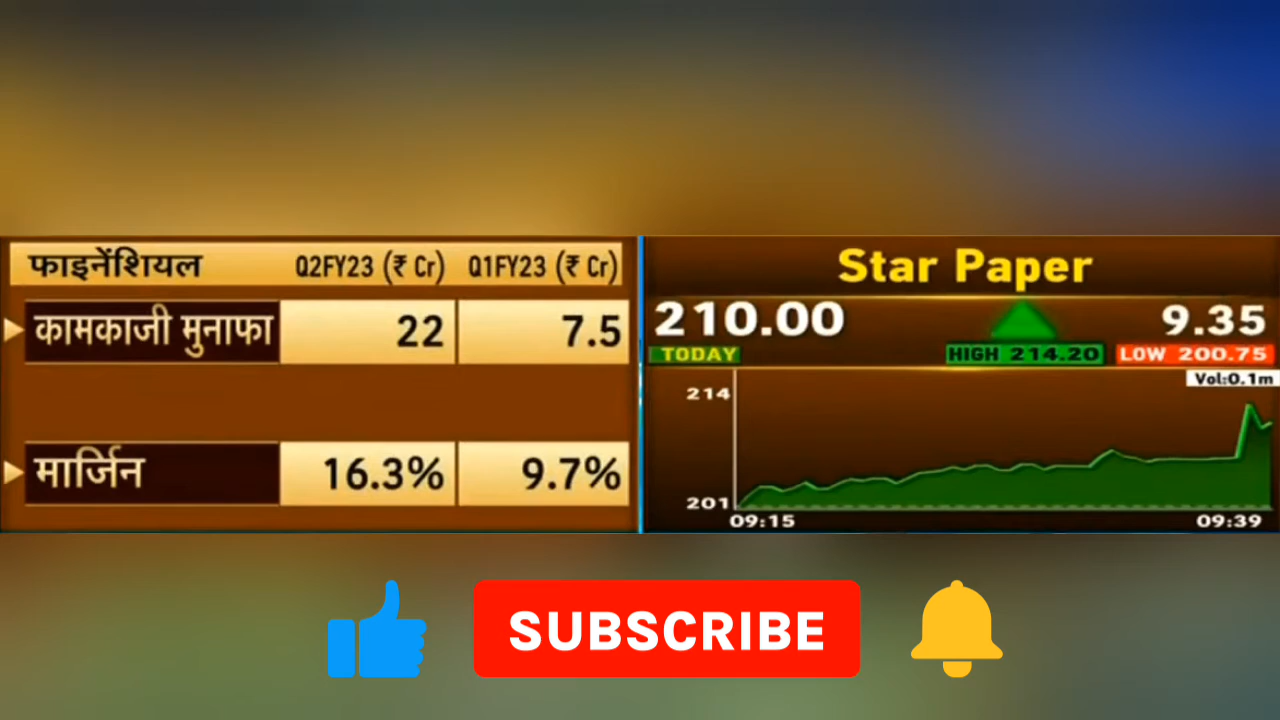 फाइनेंशियल Q2FY23 (₹ Cr) Q1FY23 (₹ Cr)
कामकाजी मुनाफा 22 7.5
मार्जिन 16.3% 9.7%
Star Paper
210.00 9.35
TODAY HIGH 214.20 LOW 200.75
Vol:0.1m
214
201
09:15 09:39
SUBSCRIBE